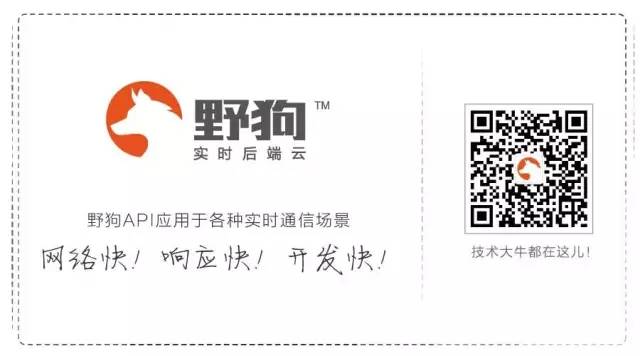 野狗™
实时后端云
野狗API应用于各种实时通信场景
网络快！响应快！开发快！
技术大牛都在这儿！